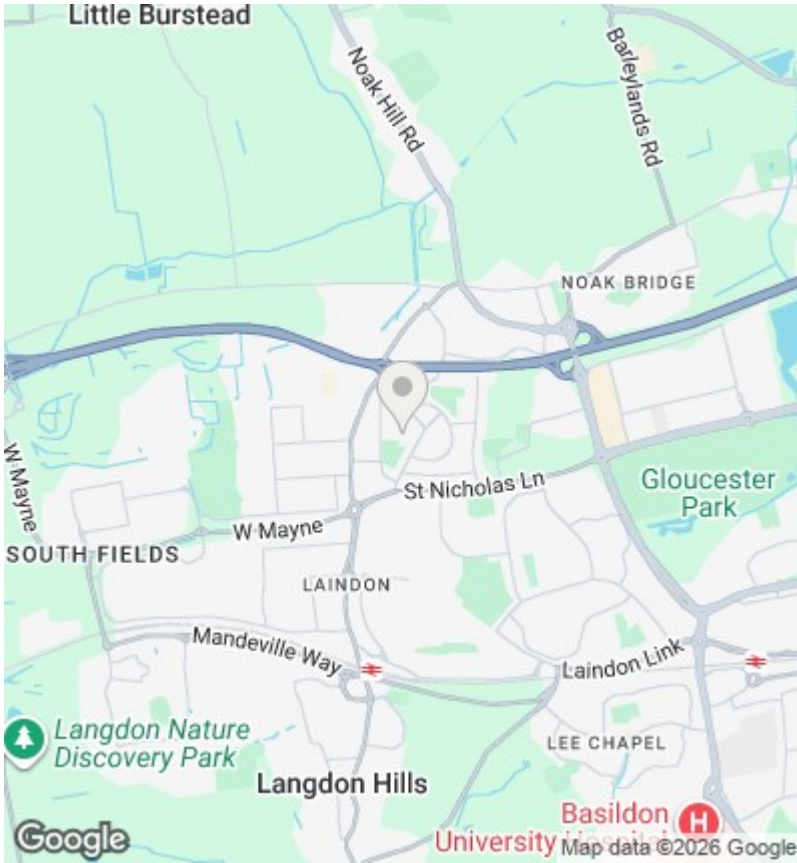 Little Burstead
Noak Hill Rd
Barleylands Rd
NOAK BRIDGE
W Mayne
St Nicholas Ln
Gloucester
Park
W Mayne
SOUTH FIELDS
LAINDON
Mandeville Way
Laindon Link
Langdon Nature
Discovery Park
LEE CHAPEL
Langdon Hills
Basildon
University Hospital
H
Google
Map data ©2026 Google